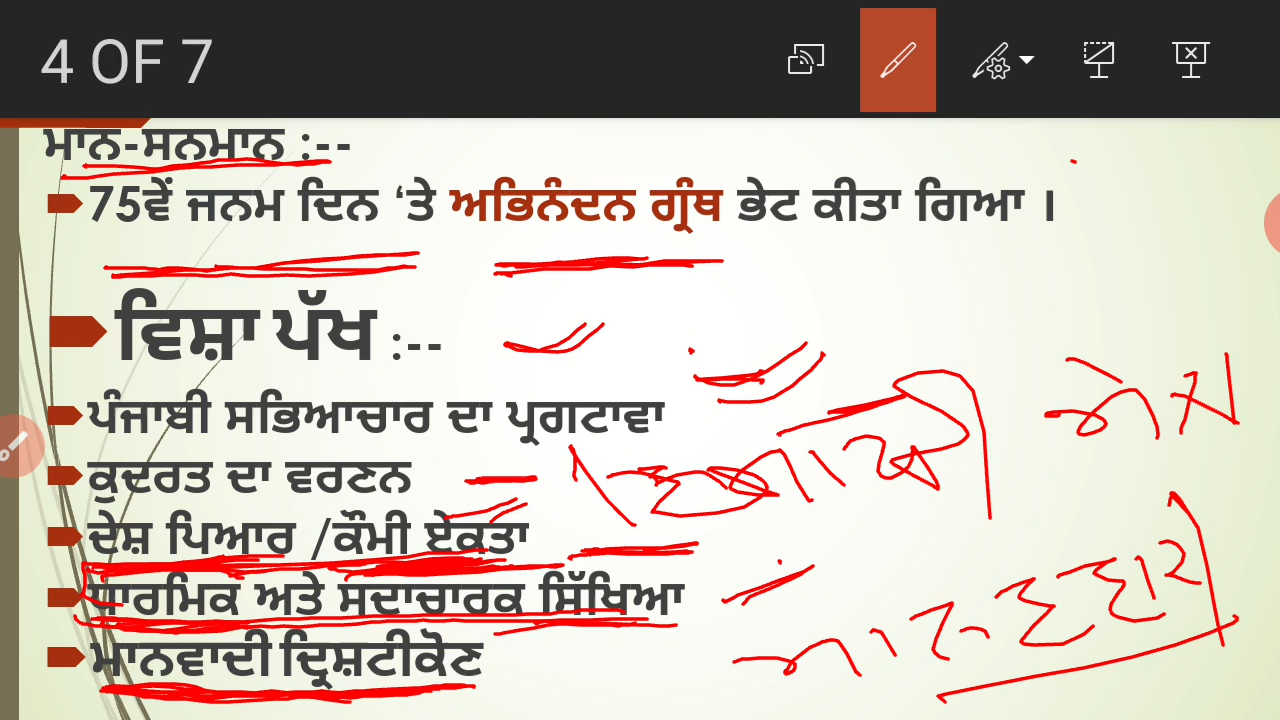 4 OF 7
ਮਾਨ-ਸਨਮਾਨ :--
75ਵੇਂ ਜਨਮ ਦਿਨ ‘ਤੇ ਅਭਿਨੰਦਨ ਗ੍ਰੰਥ ਭੇਟ ਕੀਤਾ ਗਿਆ ।
ਵਿਸ਼ਾ ਪੱਖ :--
ਪੰਜਾਬੀ ਸਭਿਆਚਾਰ ਦਾ ਪ੍ਰਗਟਾਵਾ
ਕੁਦਰਤ ਦਾ ਵਰਣਨ
ਦੇਸ਼ ਪਿਆਰ /ਕੌਮੀ ਏਕਤਾ
ਧਾਰਮਿਕ ਅਤੇ ਸਦਾਚਾਰਕ ਸਿੱਖਿਆ
ਮਾਨਵਾਦੀ ਦ੍ਰਿਸ਼ਟੀਕੋਣ